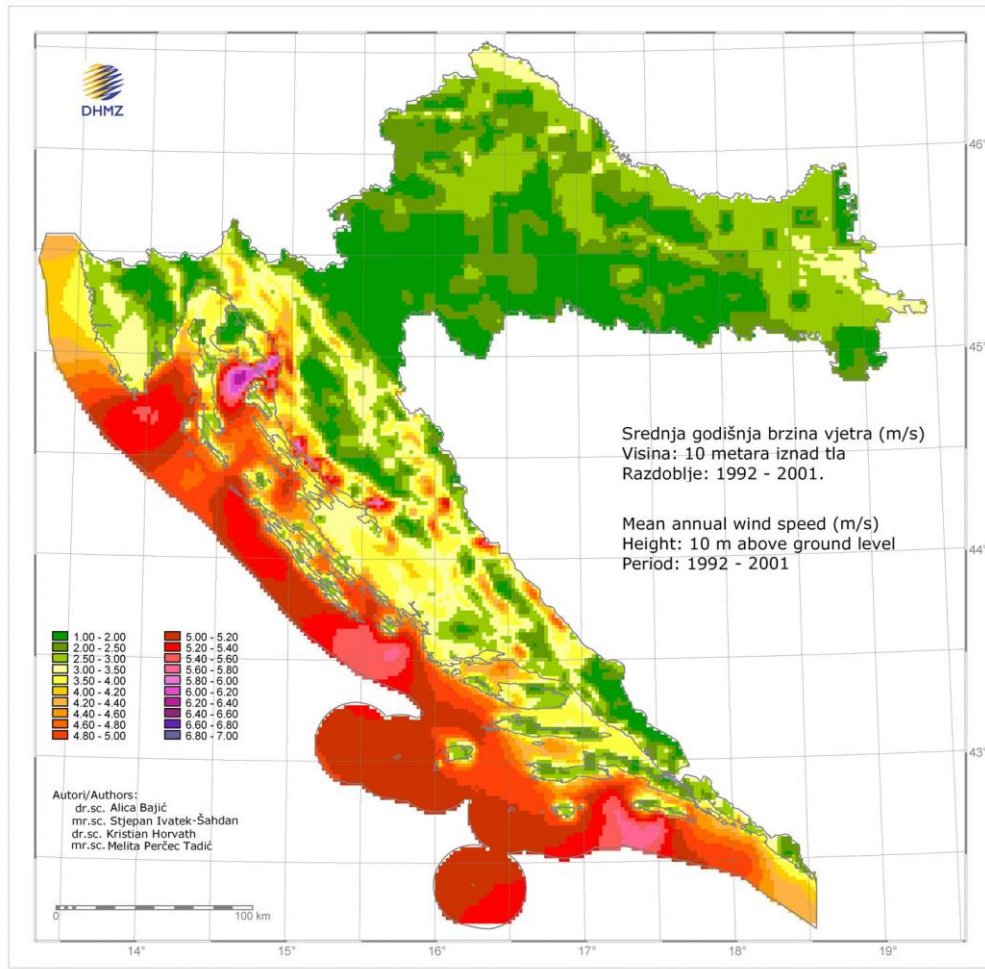 DHMZ
46°
45°
Srednja godišnja brzina vjetra (m/s)
Visina: 10 metara iznad tla
Razdoblje: 1992 - 2001.
Mean annual wind speed (m/s)
Height: 10 m above ground level
Period: 1992 - 2001
44°
1.00 - 2.00
2.00 - 2.50
2.50 - 3.00
3.00 - 3.50
3.50 - 4.00
4.00 - 4.20
4.20 - 4.40
4.40 - 4.60
4.60 - 4.80
4.80 - 5.00
5.00 - 5.20
5.20 - 5.40
5.40 - 5.60
5.60 - 5.80
5.80 - 6.00
6.00 - 6.20
6.20 - 6.40
6.40 - 6.60
6.60 - 6.80
6.80 - 7.00
43°
Autori/Authors:
dr.sc. Alica Bajić
mr.sc. Stjepan Ivatek-Šahdan
dr.sc. Kristian Horvath
mr.sc. Melita Perčec Tadić
0 100 km
14° 15° 16° 17° 18° 19°